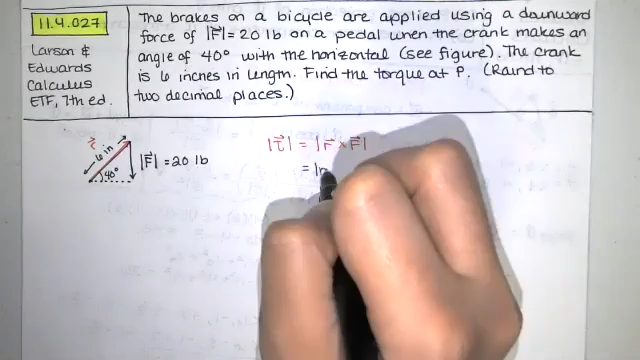 11.4.027
Larson &
Edwards
Calculus
ETF, 7th ed.
The brakes on a bicycle are applied using a downward
force of |F⃗| = 20 lb on a pedal when the crank makes an
angle of 40° with the horizontal (see figure). The crank
is 6 inches in length. Find the torque at P. (Round to
two decimal places.)
r⃗
6 in
40°
|F⃗| = 20 lb
|τ⃗| = |r⃗ × F⃗|
= |r